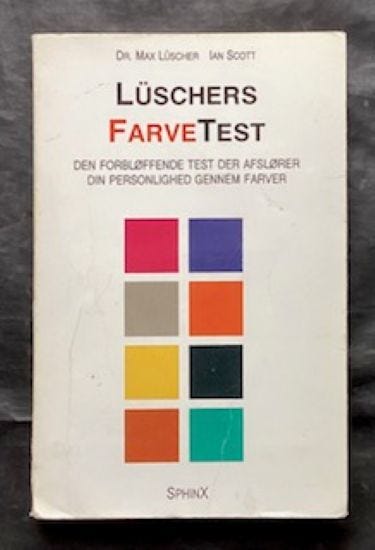 DR. MAX LÜSCHER IAN SCOTT
LÜSCHERS
FARVETEST
DEN FORBLØFFENDE TEST DER AFSLØRER
DIN PERSONLIGHED GENNEM FARVER
SPHINX